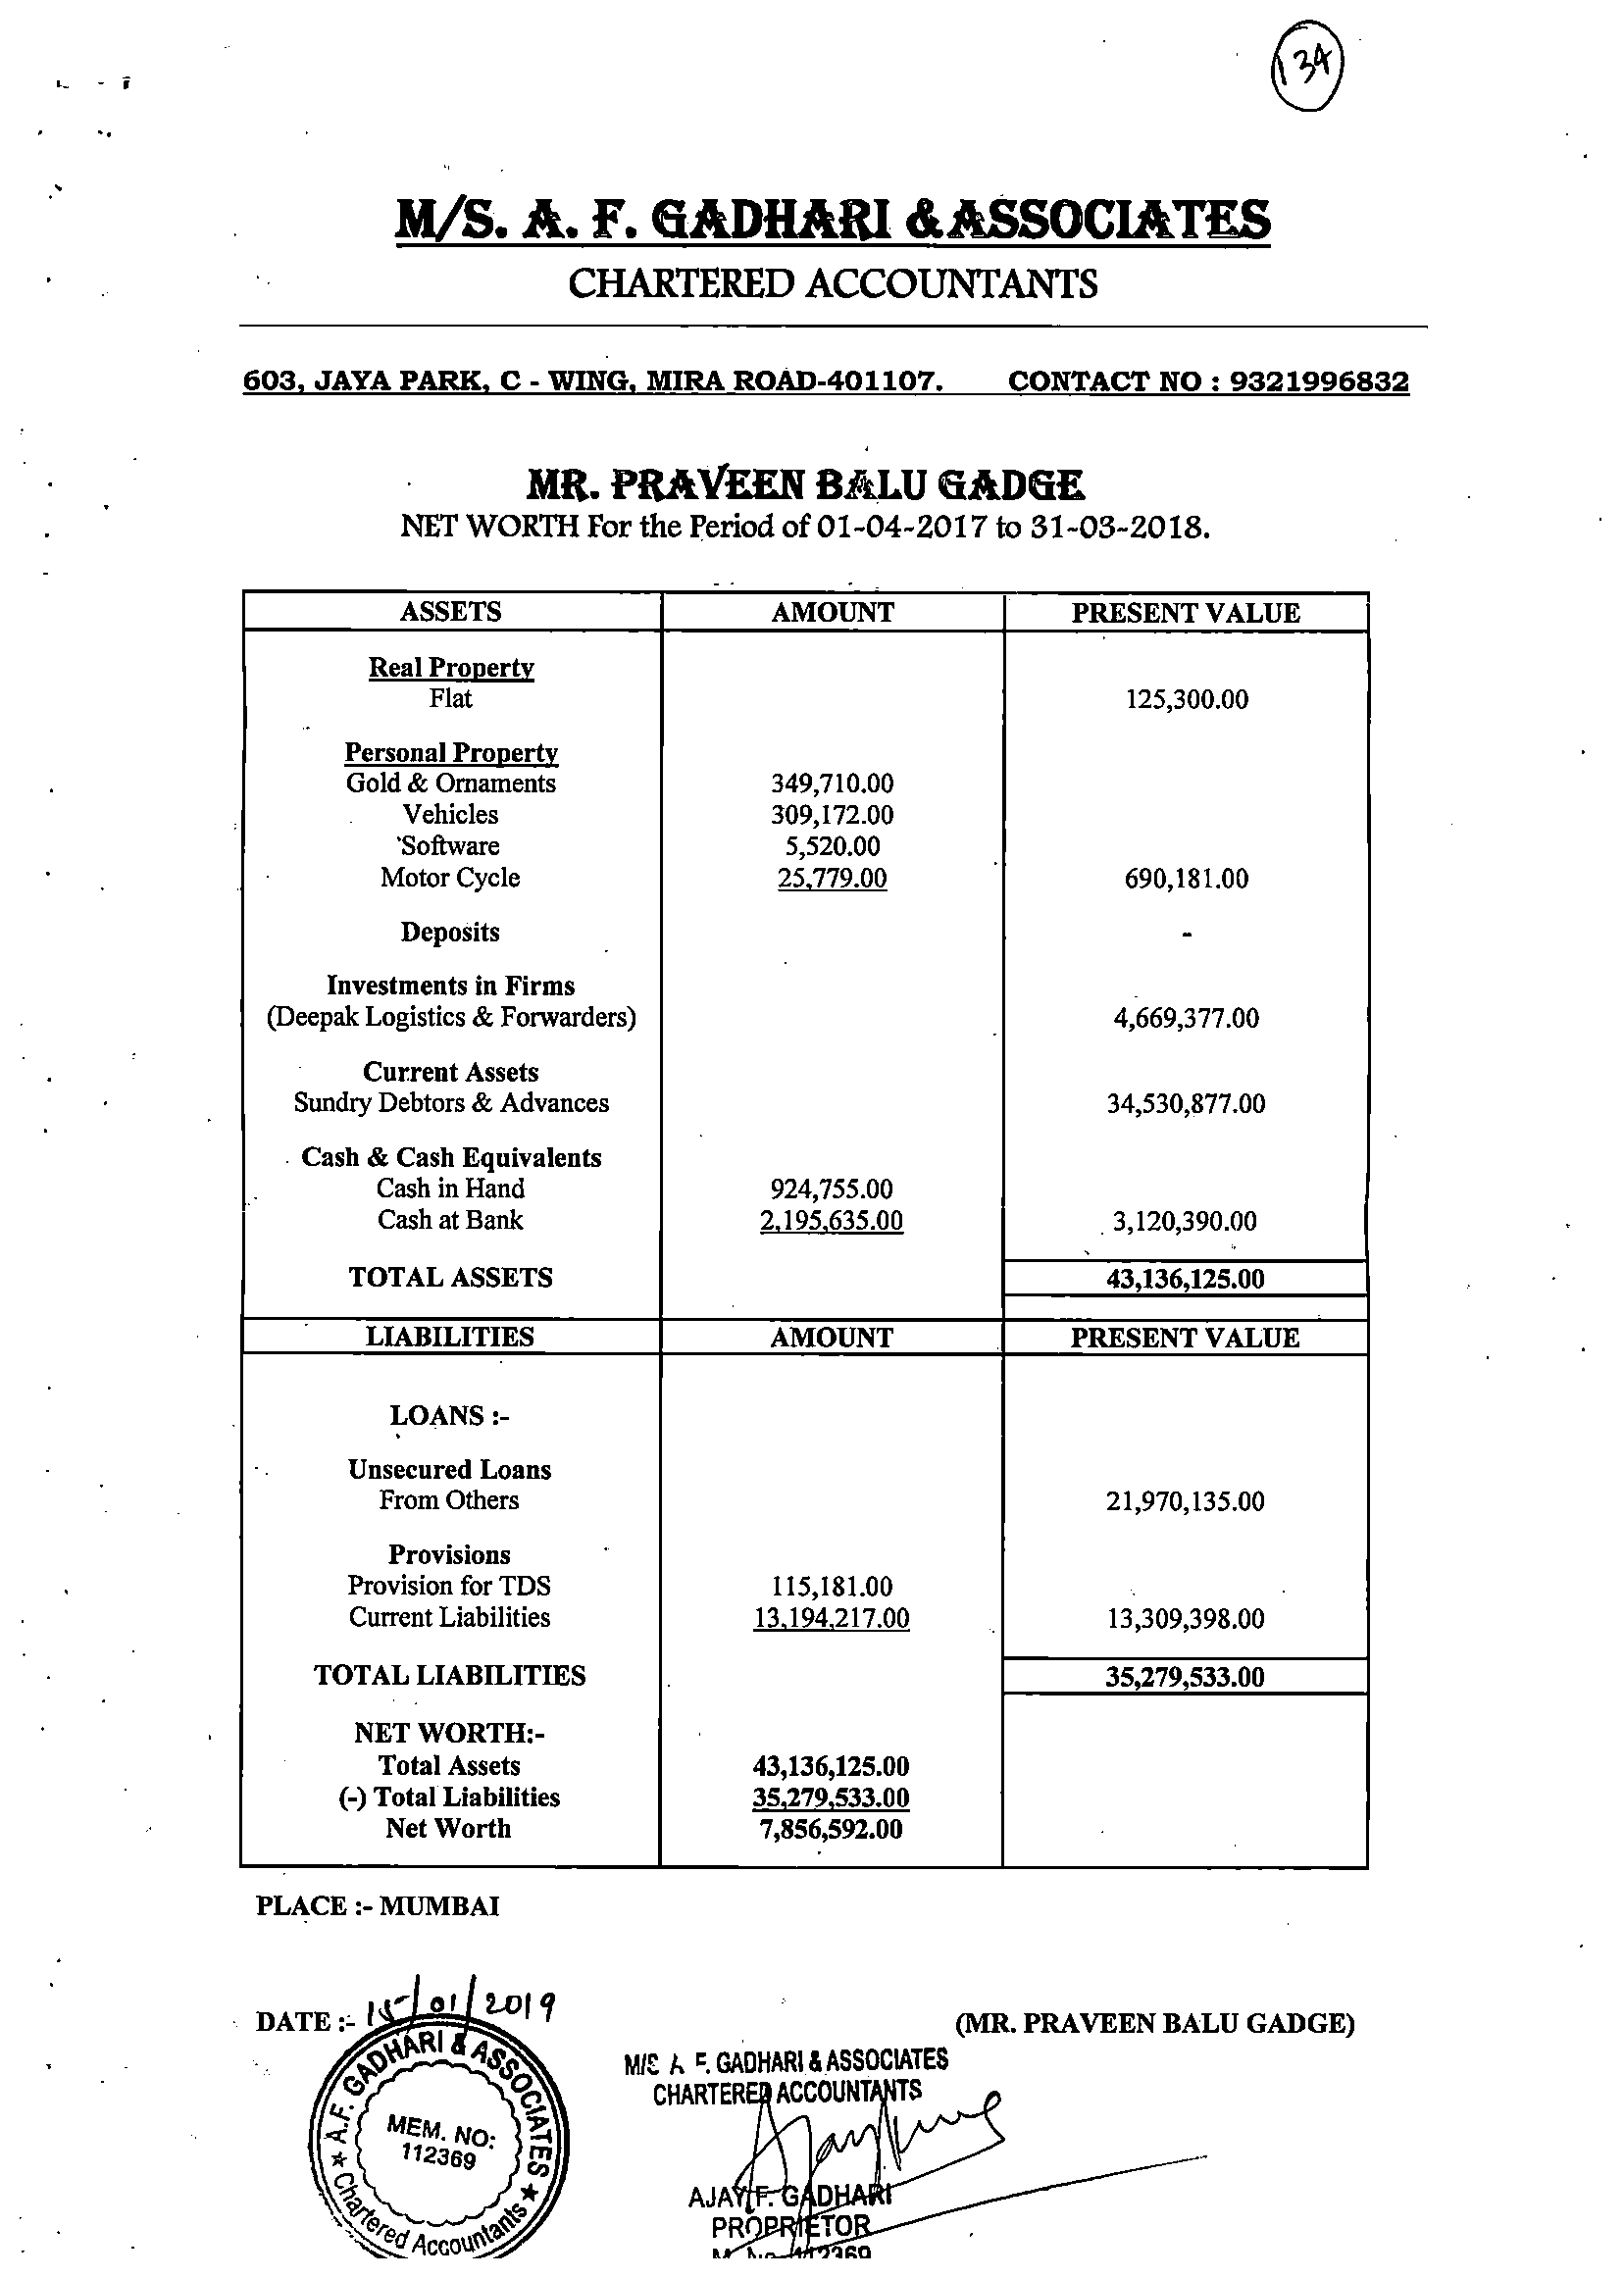 134
M/S. A. F. GADHARI &ASSOCIATES
CHARTERED ACCOUNTANTS
603, JAYA PARK, C - WING, MIRA ROAD-401107. CONTACT NO : 9321996832
MR. PRAVEEN BALU GADGE
NET WORTH For the Period of 01-04-2017 to 31-03-2018.
ASSETS AMOUNT PRESENT VALUE
Real Property
Flat 125,300.00
Personal Property
Gold & Ornaments 349,710.00
Vehicles 309,172.00
Software 5,520.00
Motor Cycle 25,779.00 690,181.00
Deposits -
Investments in Firms
(Deepak Logistics & Forwarders) 4,669,377.00
Current Assets
Sundry Debtors & Advances 34,530,877.00
Cash & Cash Equivalents
Cash in Hand 924,755.00
Cash at Bank 2,195,635.00 3,120,390.00
TOTAL ASSETS 43,136,125.00
LIABILITIES AMOUNT PRESENT VALUE
LOANS :-
Unsecured Loans
From Others 21,970,135.00
Provisions
Provision for TDS 115,181.00
Current Liabilities 13,194,217.00 13,309,398.00
TOTAL LIABILITIES 35,279,533.00
NET WORTH:-
Total Assets 43,136,125.00
(-) Total Liabilities 35,279,533.00
Net Worth 7,856,592.00
PLACE :- MUMBAI
DATE :- 15/01/2019
(MR. PRAVEEN BALU GADGE)
A.F. GADHARI & ASSOCIATES
MEM. NO:
112369
Chartered Accountants
M/S A F. GADHARI & ASSOCIATES
CHARTERED ACCOUNTANTS
AJAY F. GADHARI
PROPRIETOR
M. No. 112369